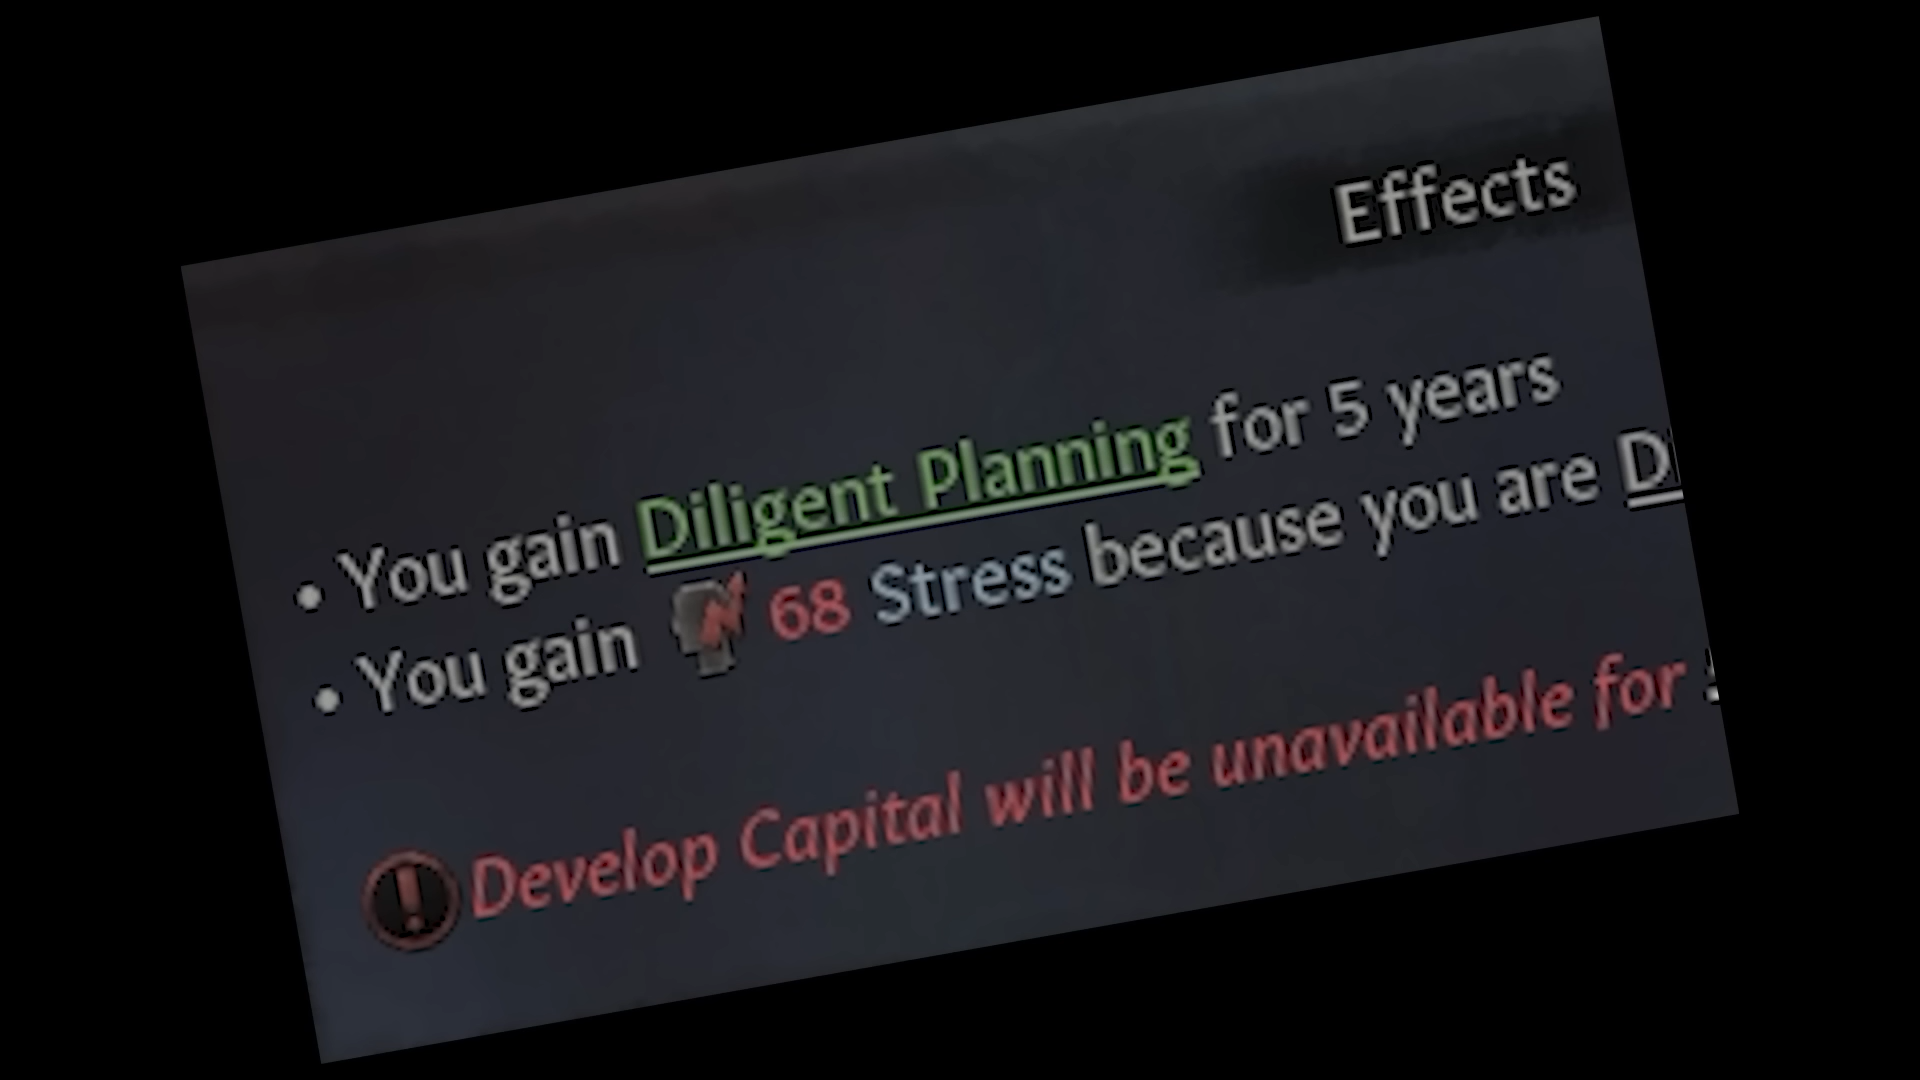 Effects
• You gain Diligent Planning for 5 years
• You gain 68 Stress because you are
Develop Capital will be unavailable for